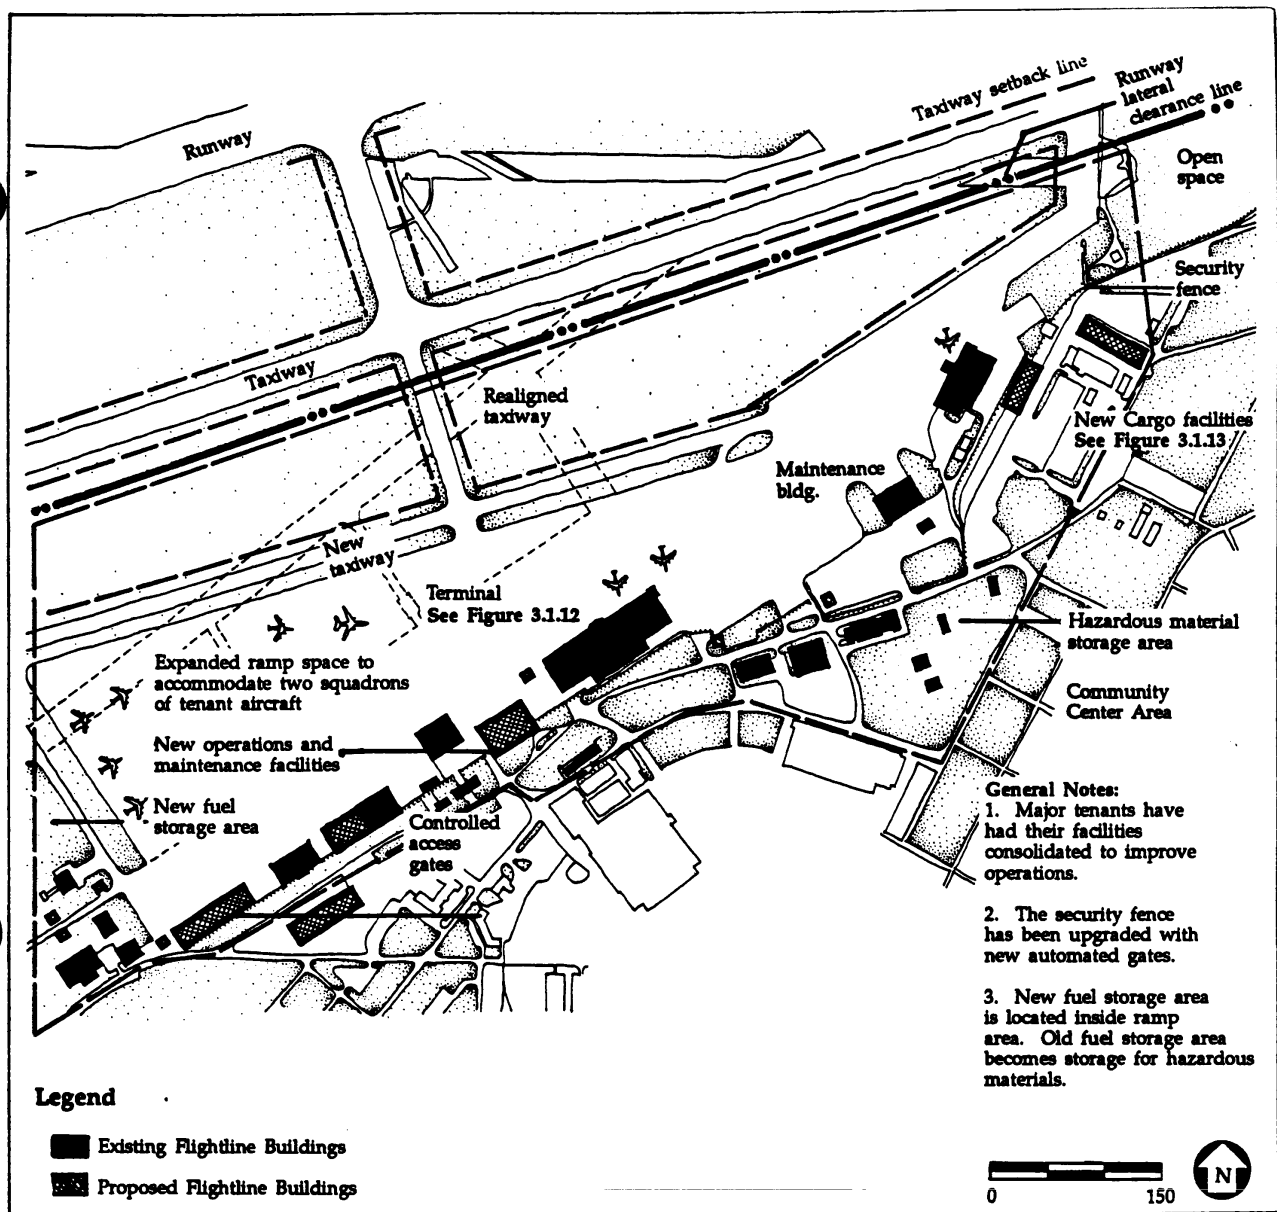 Taxiway setback line
Runway
lateral
clearance line
Runway
Open
space
Security
fence
Taxiway
Realigned
taxiway
New Cargo facilities
See Figure 3.1.13
Maintenance
bldg.
New
taxiway
Terminal
See Figure 3.1.12
Hazardous material
storage area
Expanded ramp space to
accommodate two squadrons
of tenant aircraft
Community
Center Area
New operations and
maintenance facilities
New fuel
storage area
Controlled
access
gates
General Notes:
1. Major tenants have
had their facilities
consolidated to improve
operations.
2. The security fence
has been upgraded with
new automated gates.
3. New fuel storage area
is located inside ramp
area. Old fuel storage area
becomes storage for hazardous
materials.
Legend
Existing Flightline Buildings
Proposed Flightline Buildings
N
0 150